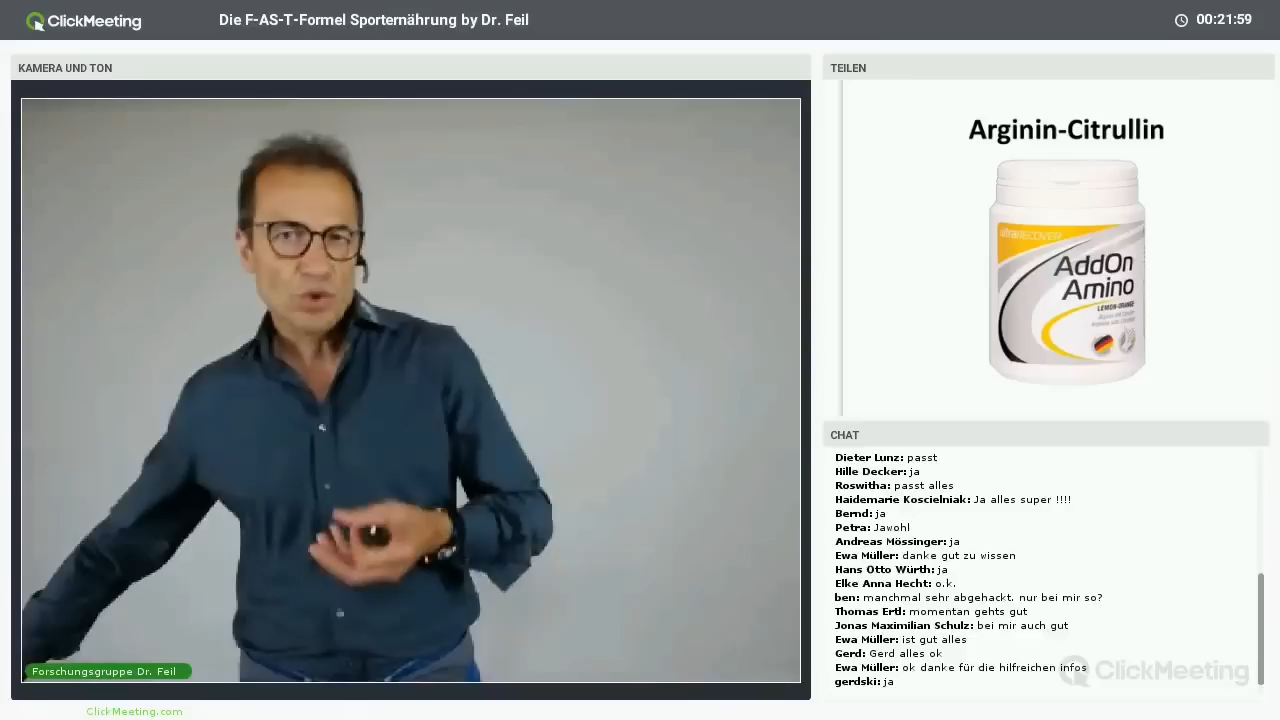 ClickMeeting
Die F-AS-T-Formel Sporternährung by Dr. Feil
00:21:59
KAMERA UND TON
Forschungsgruppe Dr. Feil
ClickMeeting.com
TEILEN
Arginin-Citrullin
ultraRECOVER
AddOn
Amino
LEMON-ORANGE
CHAT
Dieter Lunz: passt
Hille Decker: ja
Roswitha: passt alles
Haidemarie Koscielniak: Ja alles super !!!!
Bernd: ja
Petra: Jawohl
Andreas Mössinger: ja
Ewa Müller: danke gut zu wissen
Hans Otto Würth: ja
Elke Anna Hecht: o.k.
ben: manchmal sehr abgehackt. nur bei mir so?
Thomas Ertl: momentan gehts gut
Jonas Maximilian Schulz: bei mir auch gut
Ewa Müller: ist gut alles
Gerd: Gerd alles ok
Ewa Müller: ok danke für die hilfreichen infos
gerdski: ja
ClickMeeting